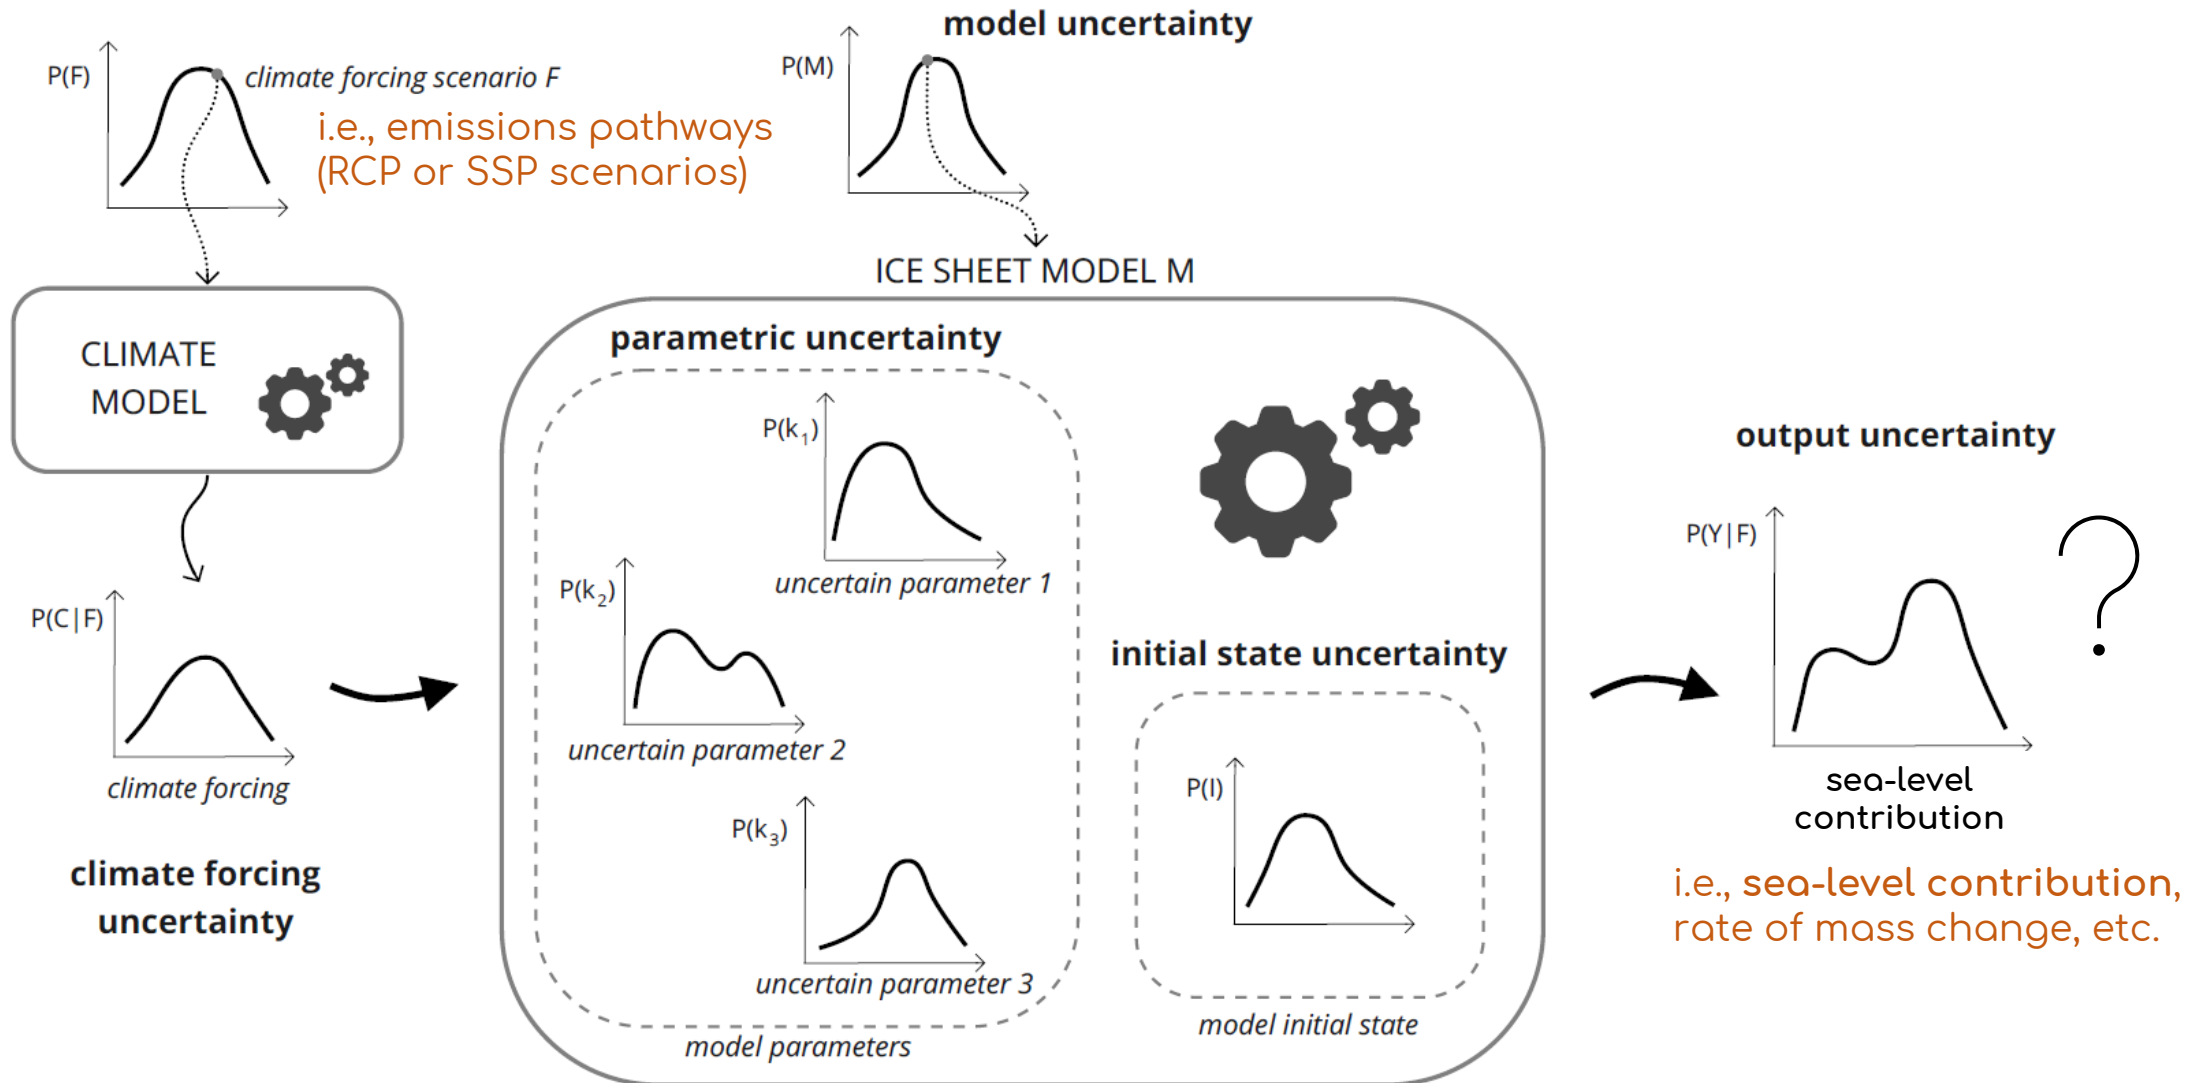 model uncertainty
P(F)
climate forcing scenario F
P(M)
i.e., emissions pathways
(RCP or SSP scenarios)
ICE SHEET MODEL M
CLIMATE
MODEL
parametric uncertainty
P(k₁)
uncertain parameter 1
P(k₂)
uncertain parameter 2
P(k₃)
uncertain parameter 3
model parameters
initial state uncertainty
P(I)
model initial state
P(C|F)
climate forcing
climate forcing
uncertainty
output uncertainty
P(Y|F)
?
sea-level
contribution
i.e., sea-level contribution,
rate of mass change, etc.